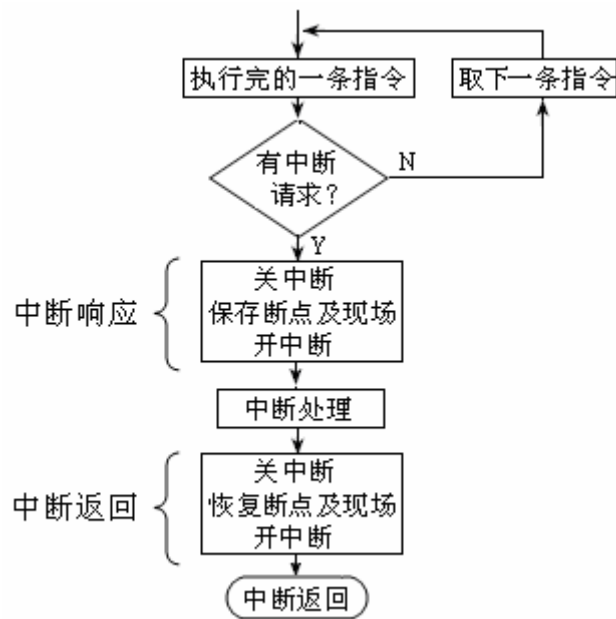 执行完的一条指令
取下一条指令
有中断
请求?
N
Y
关中断
中断响应
保存断点及现场
开中断
中断处理
关中断
中断返回
恢复断点及现场
开中断
中断返回